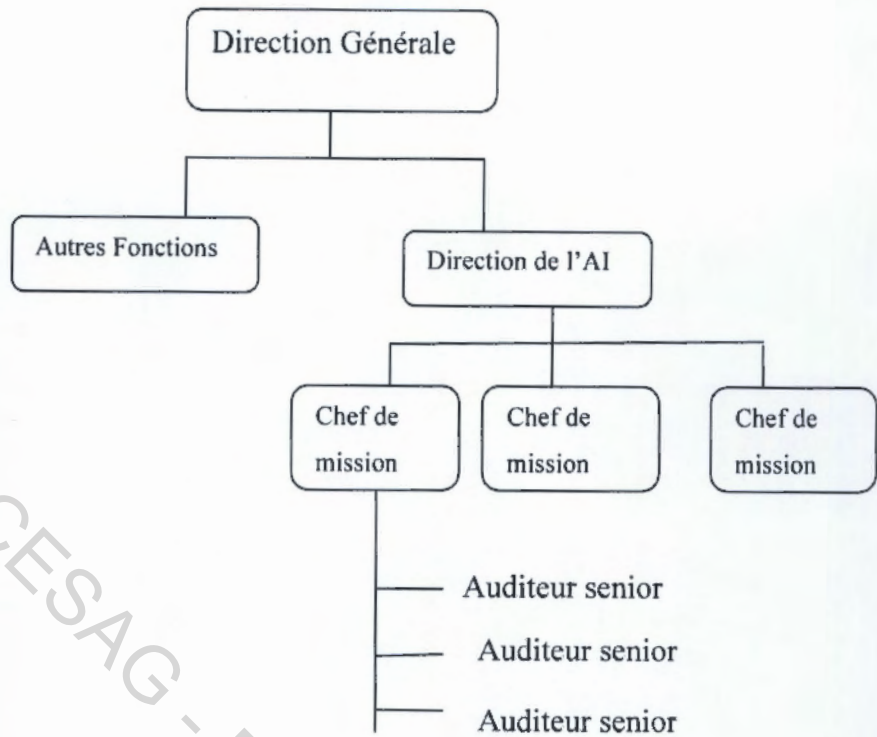 Direction Générale
Autres Fonctions
Direction de l'AI
Chef de
mission
Chef de
mission
Chef de
mission
Auditeur senior
Auditeur senior
Auditeur senior
CESAG -